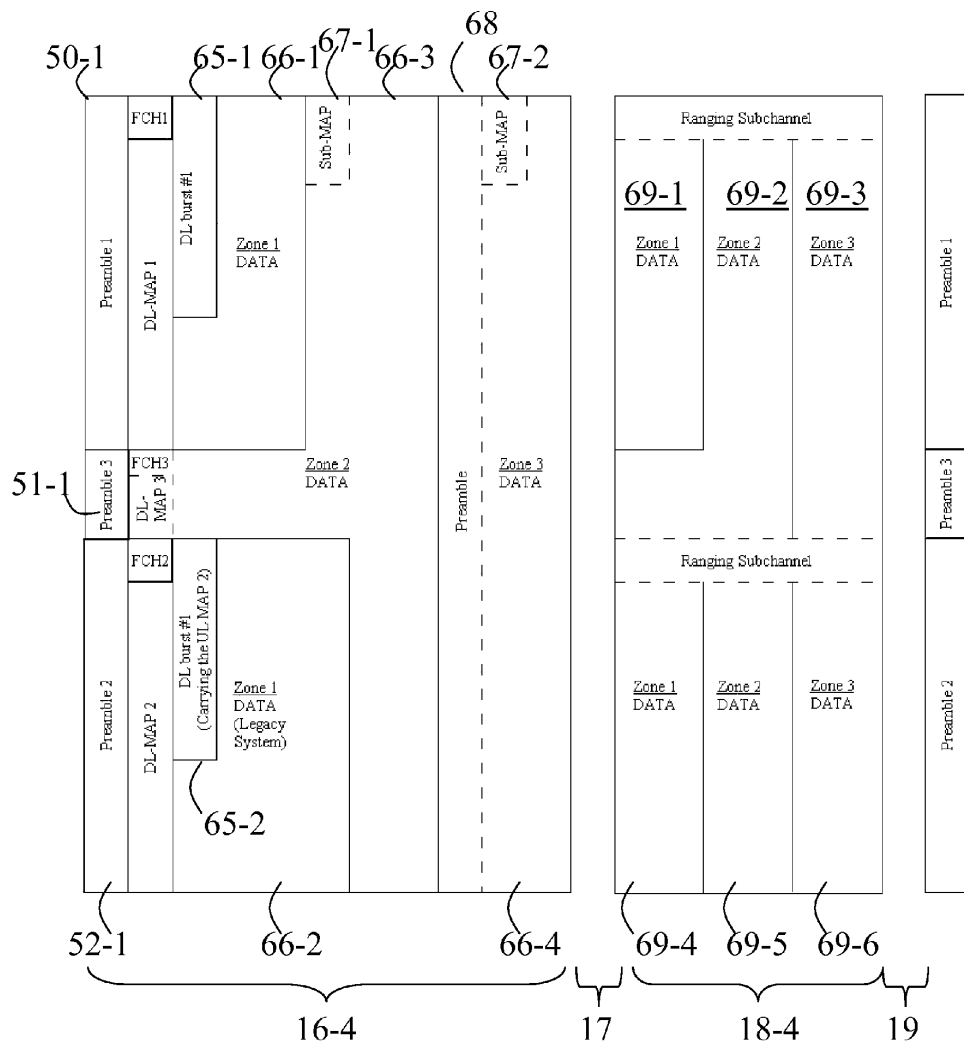 50-1
65-1
66-1
67-1
66-3
68
67-2
FCH1
Preamble 1
DL-MAP 1
DL burst #1
Zone 1
DATA
Sub-MAP
Sub-MAP
Ranging Subchannel
69-1
69-2
69-3
Zone 1
DATA
Zone 2
DATA
Zone 3
DATA
Preamble 1
51-1
Preamble 3
FCH3
DL-
MAP 3
Zone 2
DATA
Preamble
Zone 3
DATA
Preamble 3
FCH2
Preamble 2
DL-MAP 2
DL burst #1
(Carrying the UL MAP 2)
Zone 1
DATA
(Legacy
System)
Ranging Subchannel
Zone 1
DATA
Zone 2
DATA
Zone 3
DATA
Preamble 2
65-2
52-1
66-2
66-4
69-4
69-5
69-6
16-4
17
18-4
19